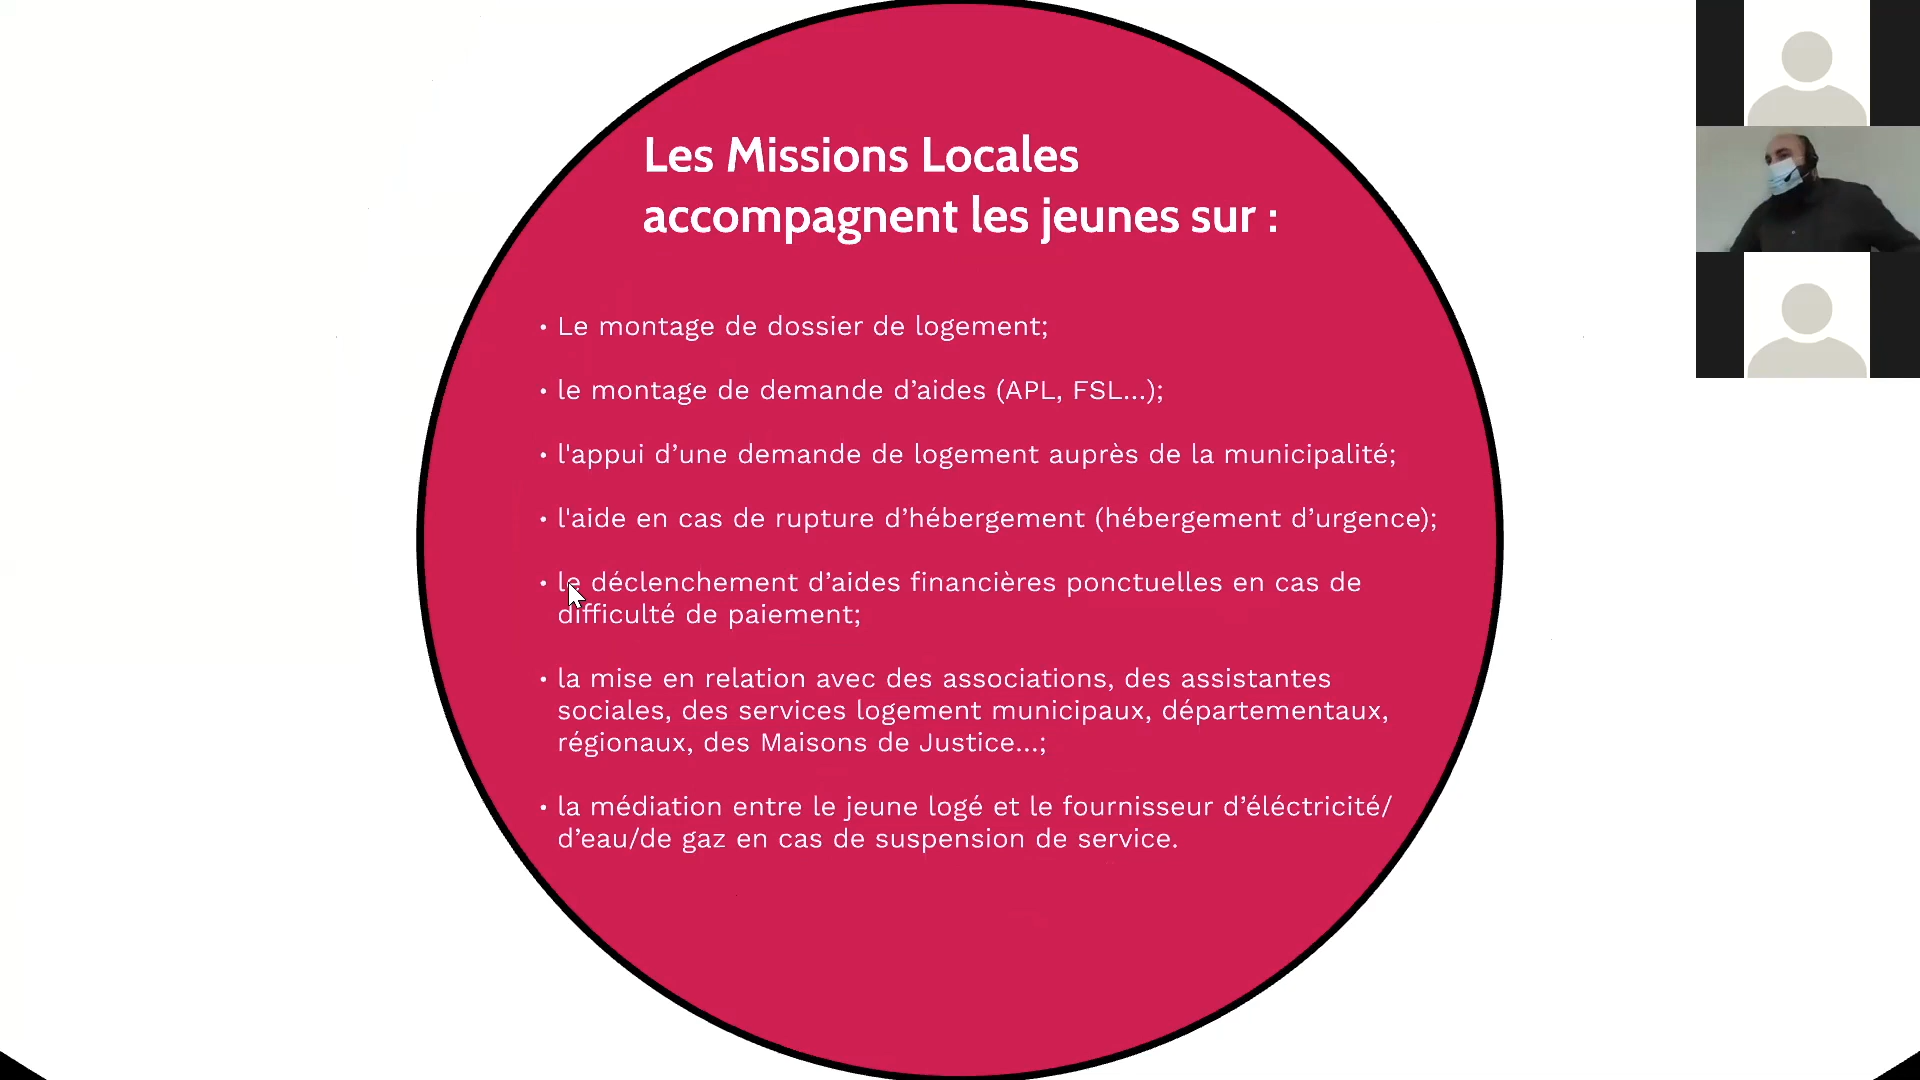 Les Missions Locales
accompagnent les jeunes sur :
• Le montage de dossier de logement;
• le montage de demande d’aides (APL, FSL...);
• l'appui d’une demande de logement auprès de la municipalité;
• l'aide en cas de rupture d’hébergement (hébergement d’urgence);
• le déclenchement d’aides financières ponctuelles en cas de
difficulté de paiement;
• la mise en relation avec des associations, des assistantes
sociales, des services logement municipaux, départementaux,
régionaux, des Maisons de Justice...;
• la médiation entre le jeune logé et le fournisseur d’éléctricité/
d’eau/de gaz en cas de suspension de service.